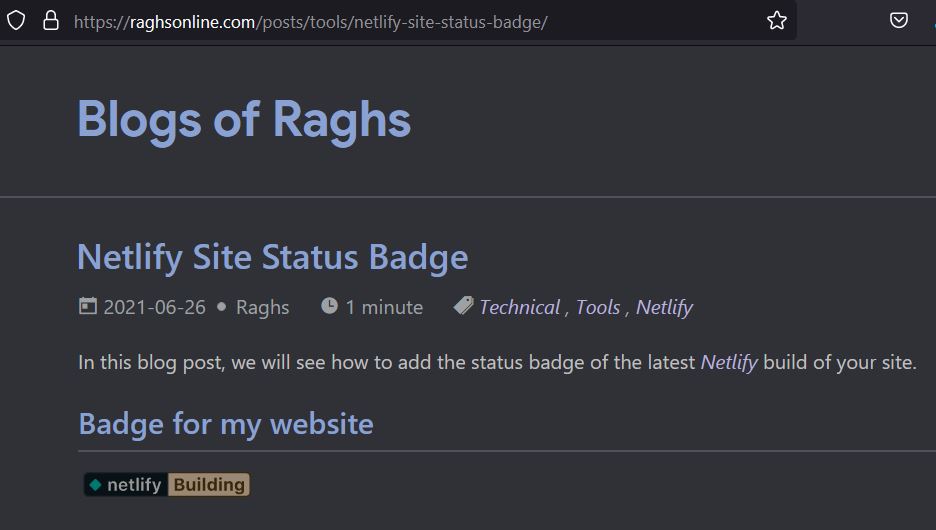 https://raghsonline.com/posts/tools/netlify-site-status-badge/
Blogs of Raghs
Netlify Site Status Badge
2021-06-26 • Raghs 1 minute Technical , Tools , Netlify
In this blog post, we will see how to add the status badge of the latest Netlify build of your site.
Badge for my website
netlify Building